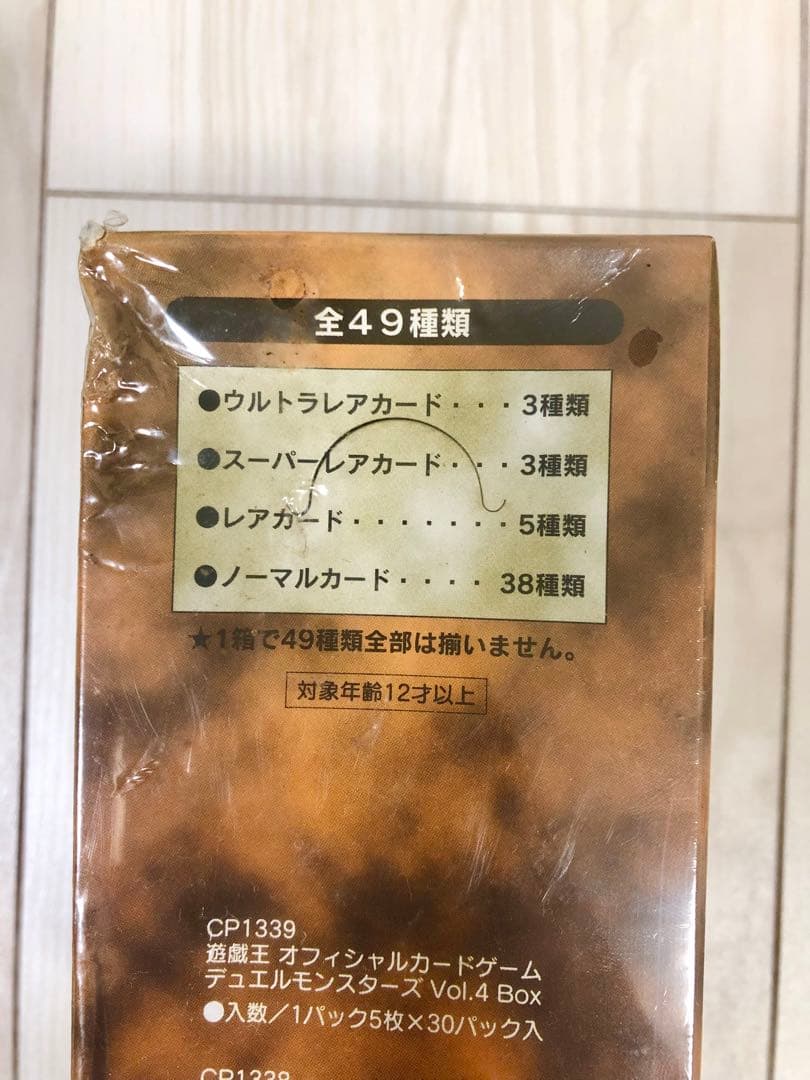 全49種類
●ウルトラレアカード・・・3種類
●スーパーレアカード・・・3種類
●レアカード・・・・・・・5種類
●ノーマルカード・・・・38種類
★1箱で49種類全部は揃いません。
対象年齢12才以上
CP1339
遊戯王 オフィシャルカードゲーム
デュエルモンスターズ Vol.4 Box
●入数/1パック5枚×30パック入
CP1338